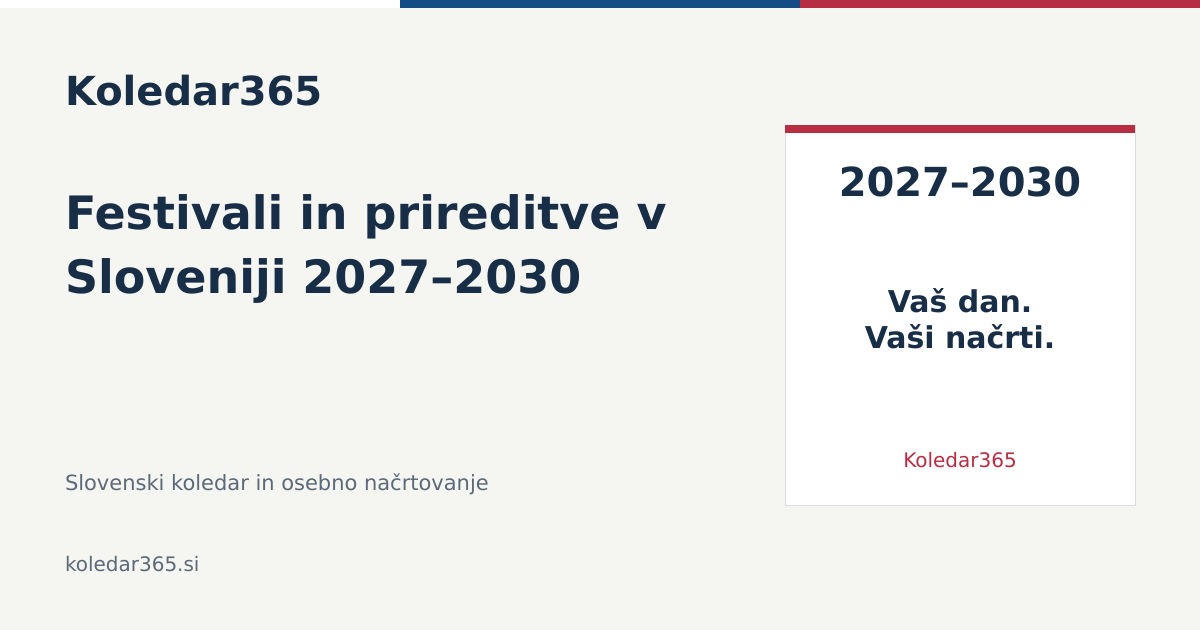 Koledar365
Festivali in prireditve v
Sloveniji 2027–2030
Slovenski koledar in osebno načrtovanje
koledar365.si
2027–2030
Vaš dan.
Vaši načrti.
Koledar365